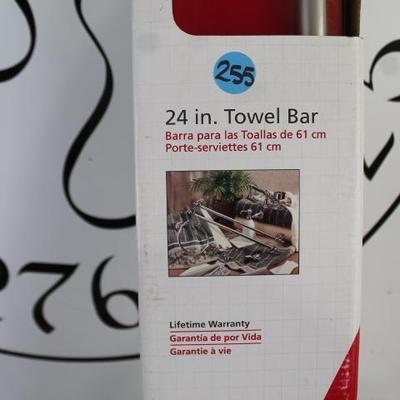 255
24 in. Towel Bar
Barra para las Toallas de 61 cm
Porte-serviettes 61 cm
Lifetime Warranty
Garantía de por Vida
Garantie à vie
276